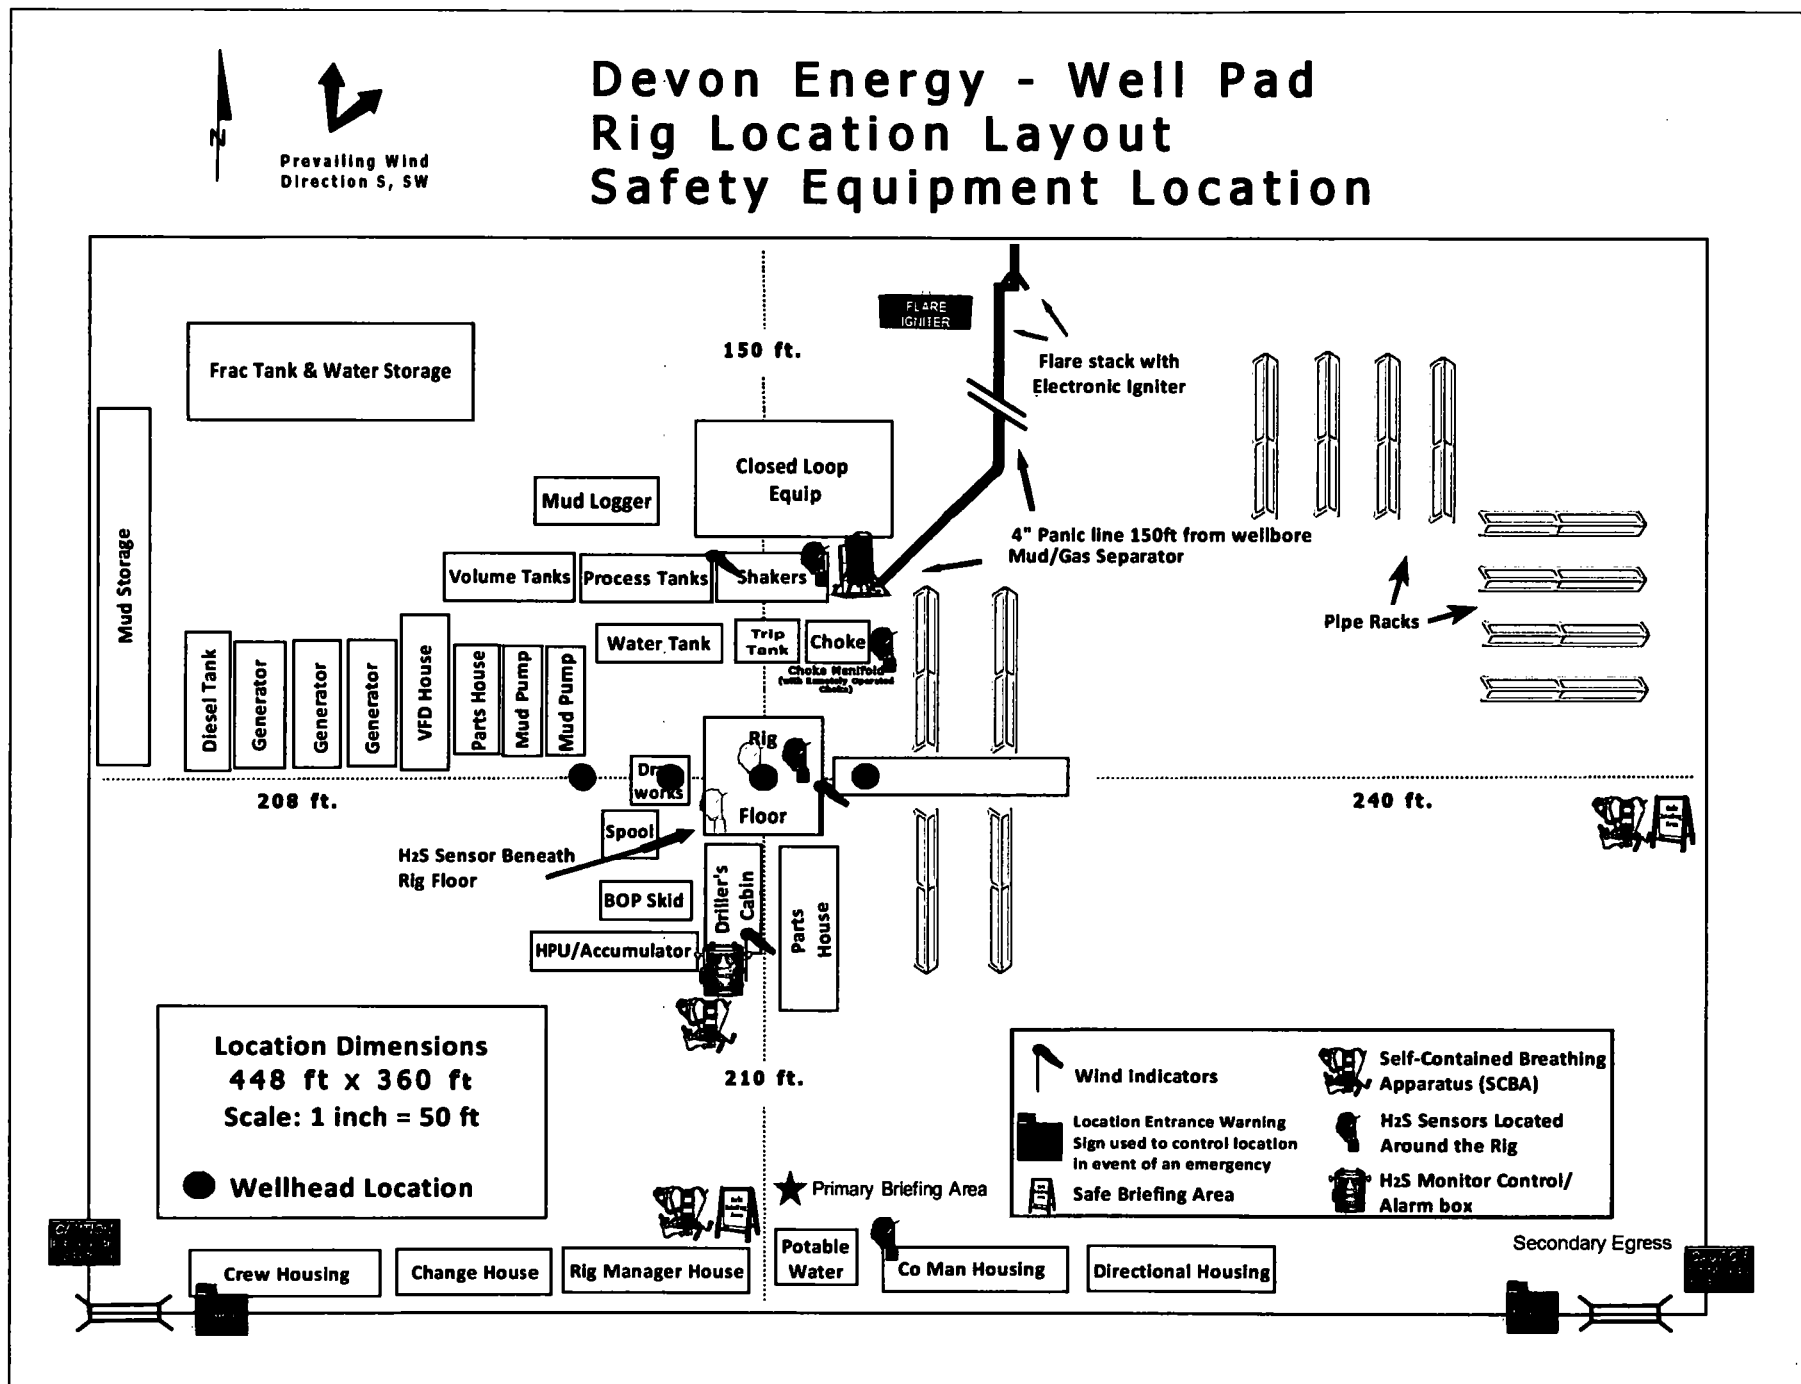 Devon Energy - Well Pad
Rig Location Layout
Safety Equipment Location
N
Prevailing Wind
Direction S, SW
FLARE
IGNITER
150 ft.
Flare stack with
Electronic Igniter
Frac Tank & Water Storage
Closed Loop
Equip
Mud Logger
4" Panic line 150ft from wellbore
Mud/Gas Separator
Mud Storage
Volume Tanks
Process Tanks
Shakers
Pipe Racks
Water Tank
Trip
Tank
Choke
Choke Manifold
(with Remotely Operated
Choke)
Diesel Tank
Generator
Generator
Generator
VFD House
Parts House
Mud Pump
Mud Pump
Rig
Floor
works
208 ft.
240 ft.
Spool
H2S Sensor Beneath
Rig Floor
BOP Skid
Driller's
Cabin
Parts
House
HPU/Accumulator
Location Dimensions
448 ft x 360 ft
Scale: 1 inch = 50 ft
Wellhead Location
210 ft.
Wind Indicators
Location Entrance Warning
Sign used to control location
in event of an emergency
Safe Briefing Area
Self-Contained Breathing
Apparatus (SCBA)
H2S Sensors Located
Around the Rig
H2S Monitor Control/
Alarm box
Primary Briefing Area
Secondary Egress
Crew Housing
Change House
Rig Manager House
Potable
Water
Co Man Housing
Directional Housing